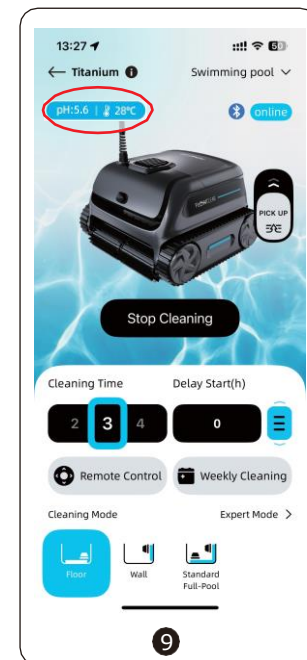 13:27
50
← Titanium
Swimming pool
pH:5.6 | 28℃
online
PICK UP
Stop Cleaning
Cleaning Time
Delay Start(h)
2 3 4
0
Remote Control
Weekly Cleaning
Cleaning Mode
Expert Mode >
Floor
Wall
Standard
Full-Pool
9